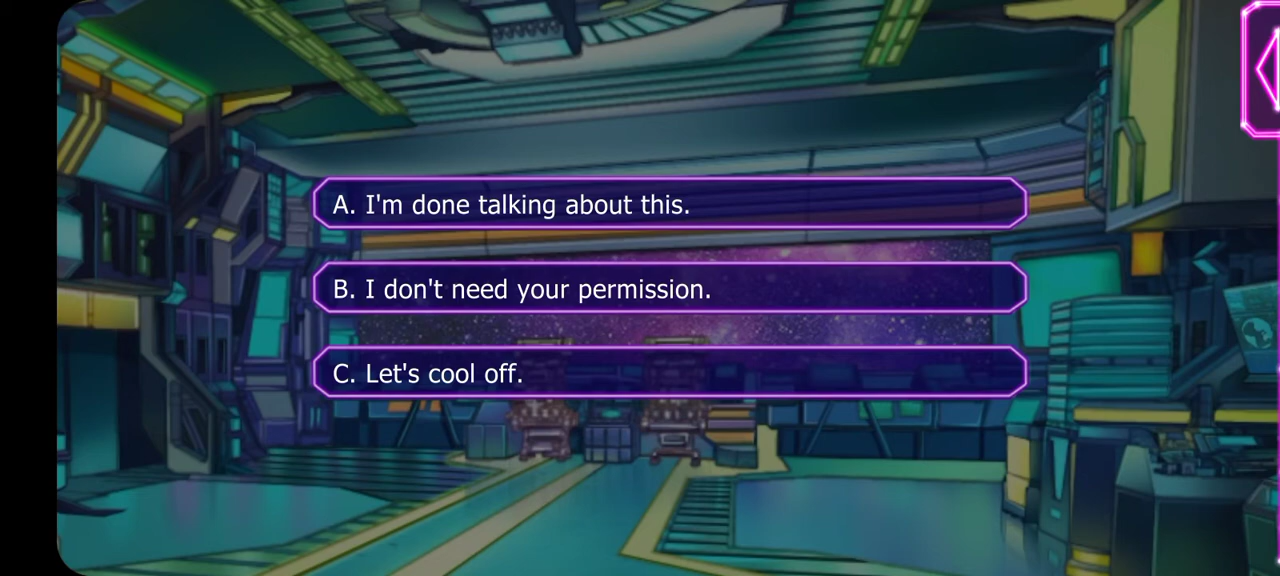 A. I'm done talking about this.
B. I don't need your permission.
C. Let's cool off.